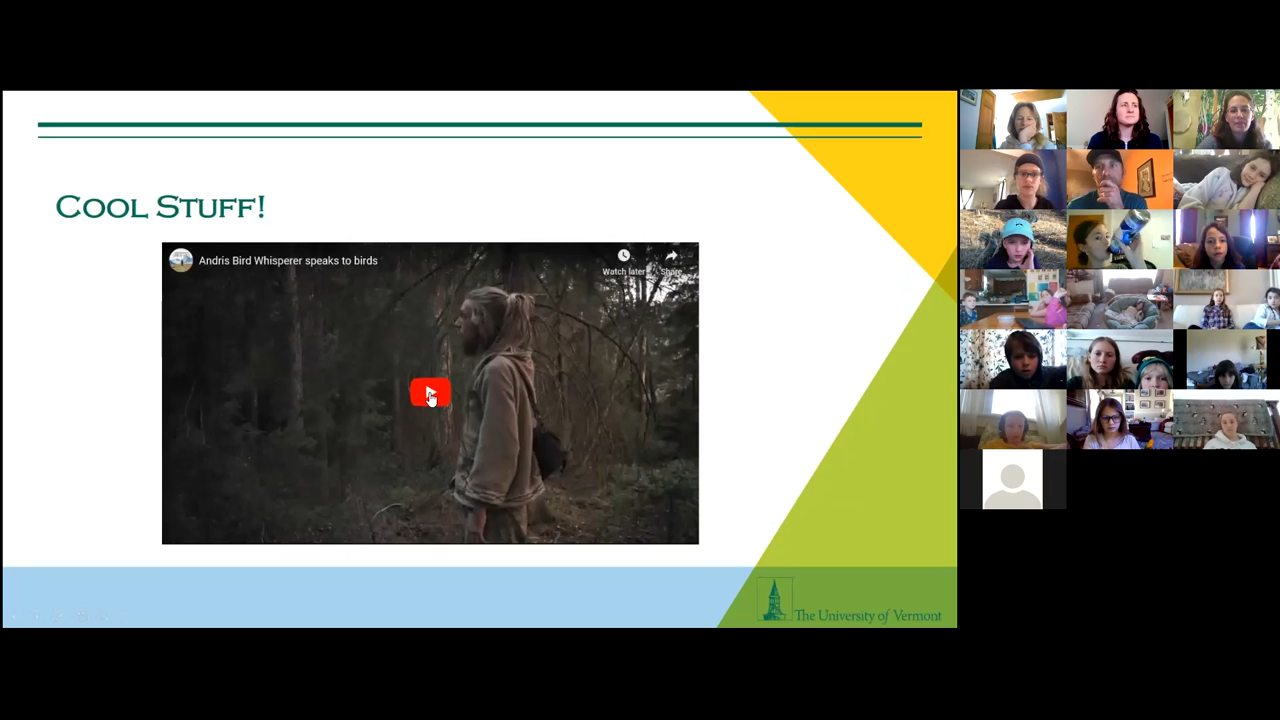 Cool Stuff!
Andris Bird Whisperer speaks to birds
Watch later
Share
The University of Vermont